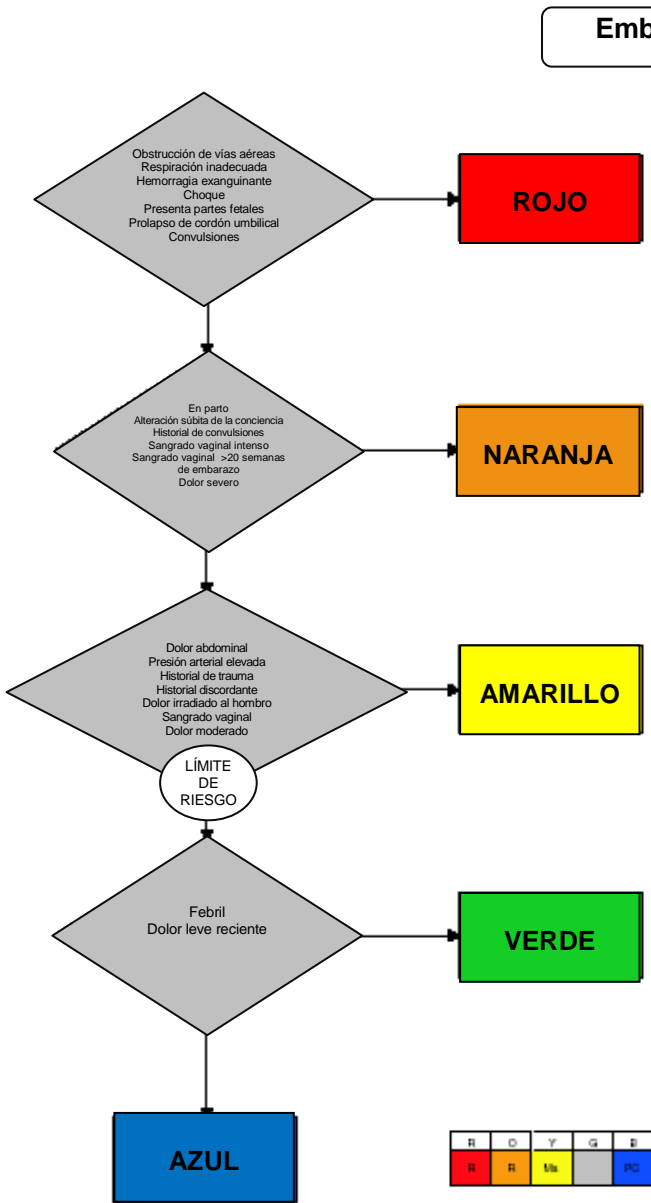 Emb
Obstrucción de vías aéreas
Respiración inadecuada
Hemorragia exanguinante
Choque
Presenta partes fetales
Prolapso de cordón umbilical
Convulsiones
ROJO
En parto
Alteración súbita de la conciencia
Historial de convulsiones
Sangrado vaginal intenso
Sangrado vaginal >20 semanas
de embarazo
Dolor severo
NARANJA
Dolor abdominal
Presión arterial elevada
Historial de trauma
Historial discordante
Dolor irradiado al hombro
Sangrado vaginal
Dolor moderado
AMARILLO
LÍMITE
DE
RIESGO
Febril
Dolor leve reciente
VERDE
AZUL
R O Y G B
R R Ma PC